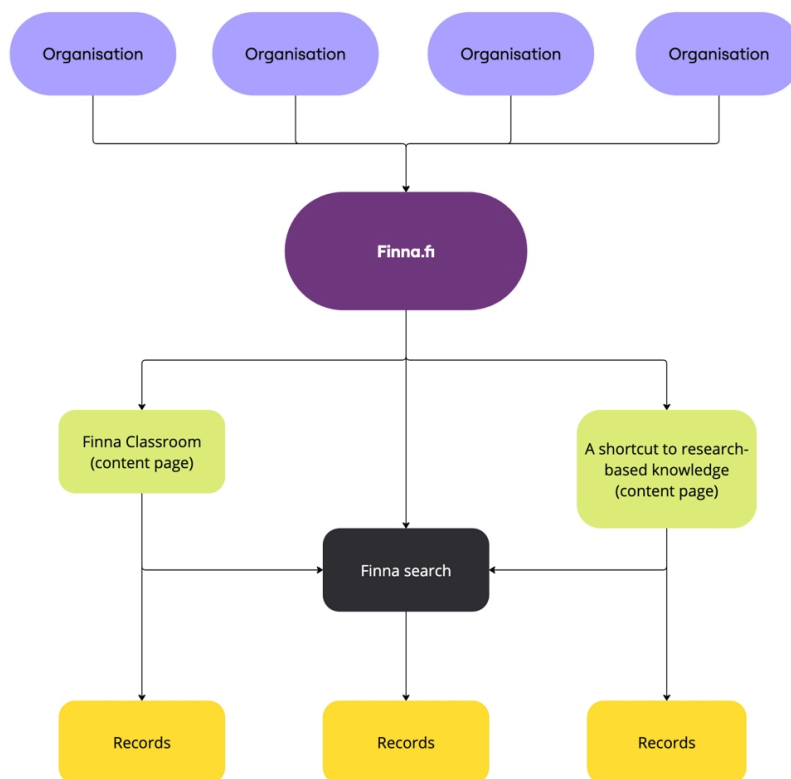 Organisation
Organisation
Organisation
Organisation
Finna.fi
Finna Classroom
(content page)
A shortcut to research-
based knowledge
(content page)
Finna search
Records
Records
Records